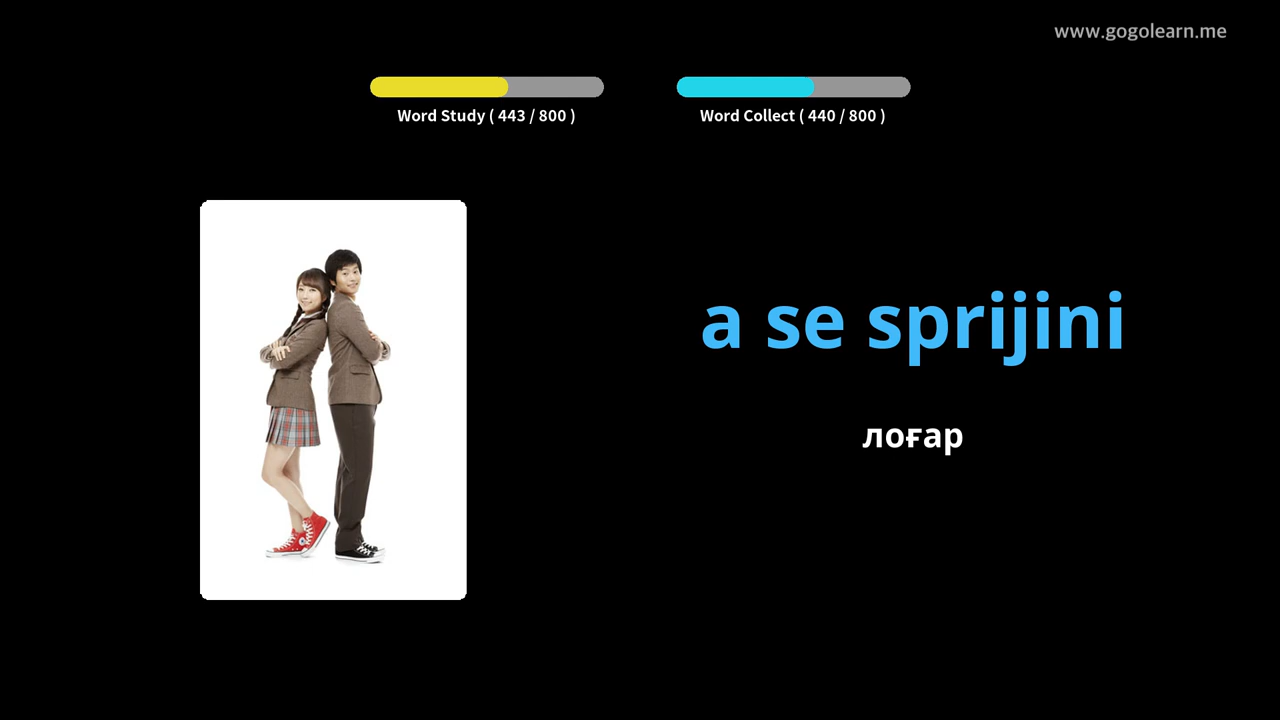 www.gogolearn.me
Word Study ( 443 / 800 )
Word Collect ( 440 / 800 )
a se sprijini
лоғар